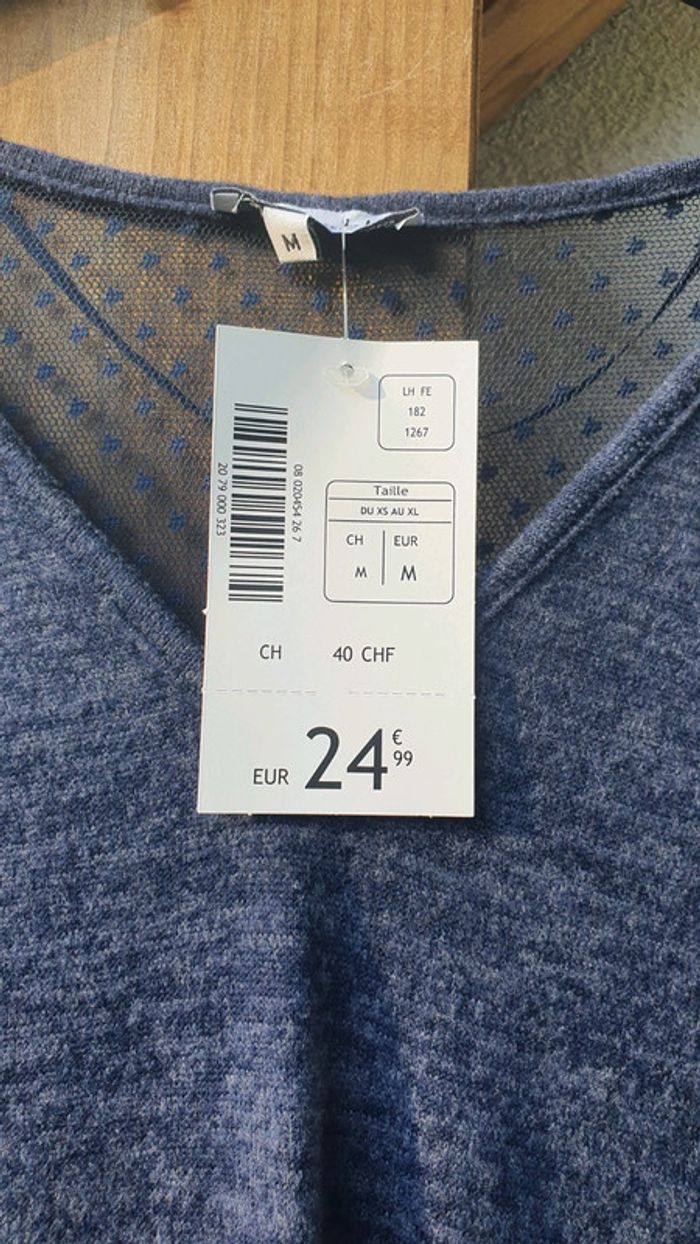 M
LH FE
182
1267
08 020454 26 7
20 79 000 323
Taille
DU XS AU XL
CH EUR
M M
CH 40 CHF
EUR 24 €99